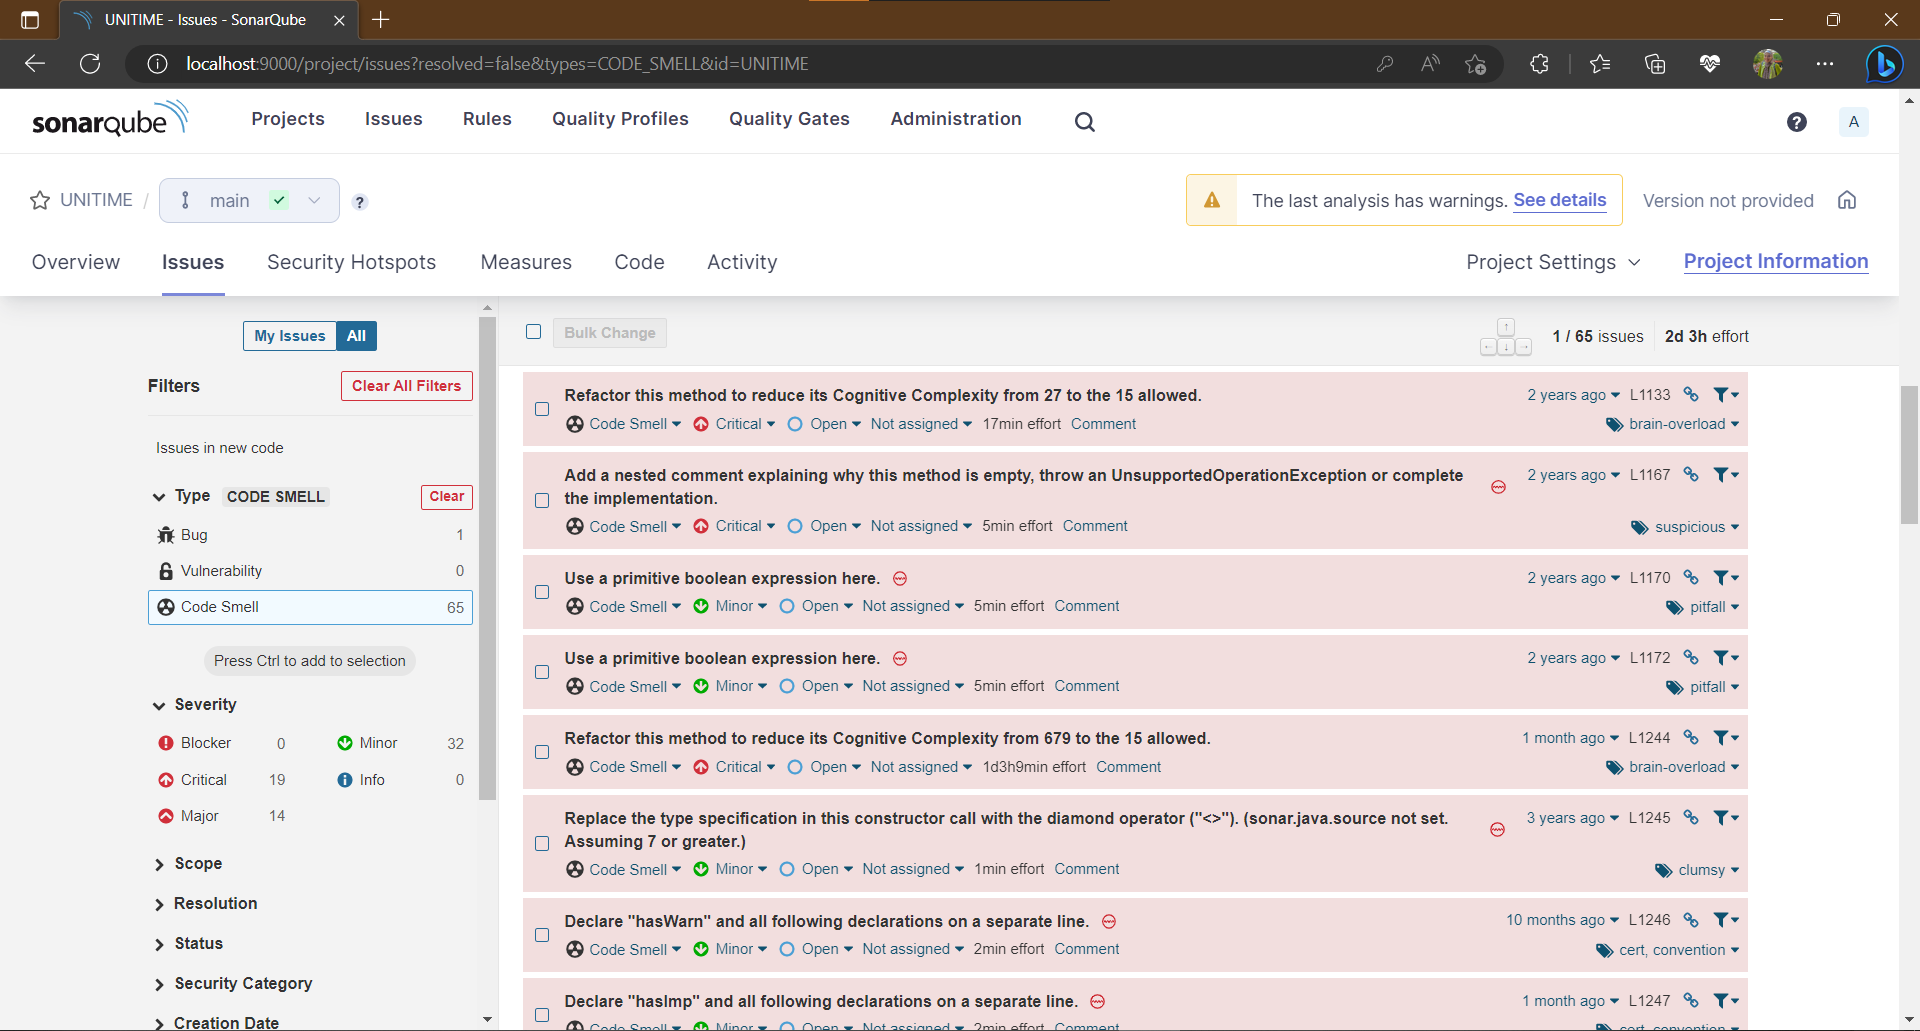 UNITIME - Issues - SonarQube
localhost:9000/project/issues?resolved=false&types=CODE_SMELL&id=UNITIME
sonarqube Projects Issues Rules Quality Profiles Quality Gates Administration ? A
UNITIME / main ? The last analysis has warnings. See details Version not provided
Overview Issues Security Hotspots Measures Code Activity Project Settings Project Information
My Issues All
Filters Clear All Filters
Issues in new code
Type CODE SMELL Clear
Bug 1
Vulnerability 0
Code Smell 65
Press Ctrl to add to selection
Severity
Blocker 0 Minor 32
Critical 19 Info 0
Major 14
Scope
Resolution
Status
Security Category
Creation Date
Bulk Change 1 / 65 issues 2d 3h effort
Refactor this method to reduce its Cognitive Complexity from 27 to the 15 allowed. 2 years ago L1133
Code Smell Critical Open Not assigned 17min effort Comment brain-overload
Add a nested comment explaining why this method is empty, throw an UnsupportedOperationException or complete 2 years ago L1167
the implementation.
Code Smell Critical Open Not assigned 5min effort Comment suspicious
Use a primitive boolean expression here. 2 years ago L1170
Code Smell Minor Open Not assigned 5min effort Comment pitfall
Use a primitive boolean expression here. 2 years ago L1172
Code Smell Minor Open Not assigned 5min effort Comment pitfall
Refactor this method to reduce its Cognitive Complexity from 679 to the 15 allowed. 1 month ago L1244
Code Smell Critical Open Not assigned 1d3h9min effort Comment brain-overload
Replace the type specification in this constructor call with the diamond operator ("<>"). (sonar.java.source not set. 3 years ago L1245
Assuming 7 or greater.)
Code Smell Minor Open Not assigned 1min effort Comment clumsy
Declare "hasWarn" and all following declarations on a separate line. 10 months ago L1246
Code Smell Minor Open Not assigned 2min effort Comment cert, convention
Declare "hasImp" and all following declarations on a separate line. 1 month ago L1247
Code Smell Minor Open Not assigned 2min effort Comment cert, convention